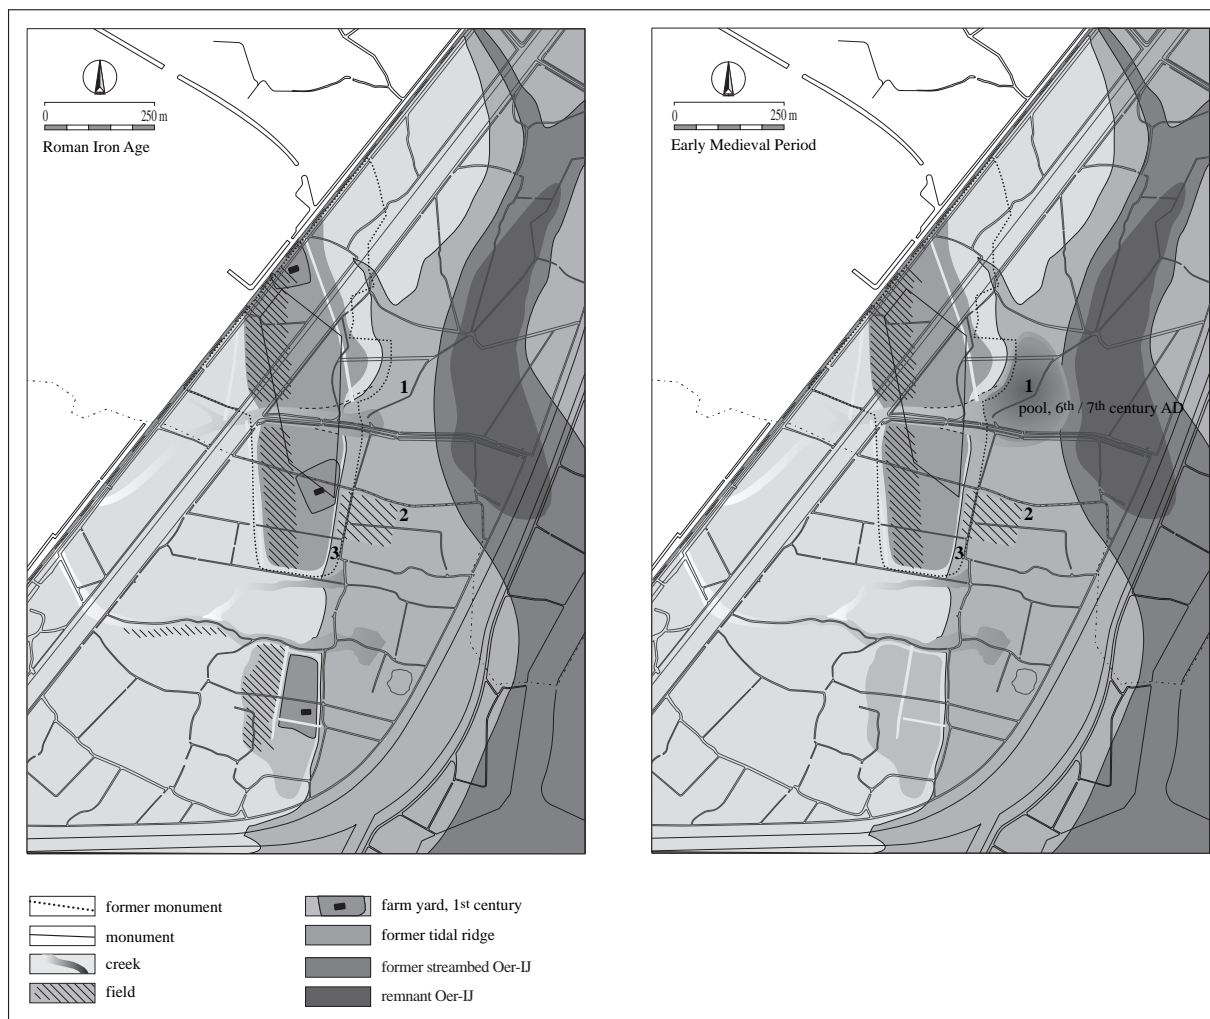 0 250 m
Roman Iron Age
1
2
3
0 250 m
Early Medieval Period
1
pool, 6th / 7th century AD
2
3
former monument
monument
creek
field
farm yard, 1st century
former tidal ridge
former streambed Oer-IJ
remnant Oer-IJ